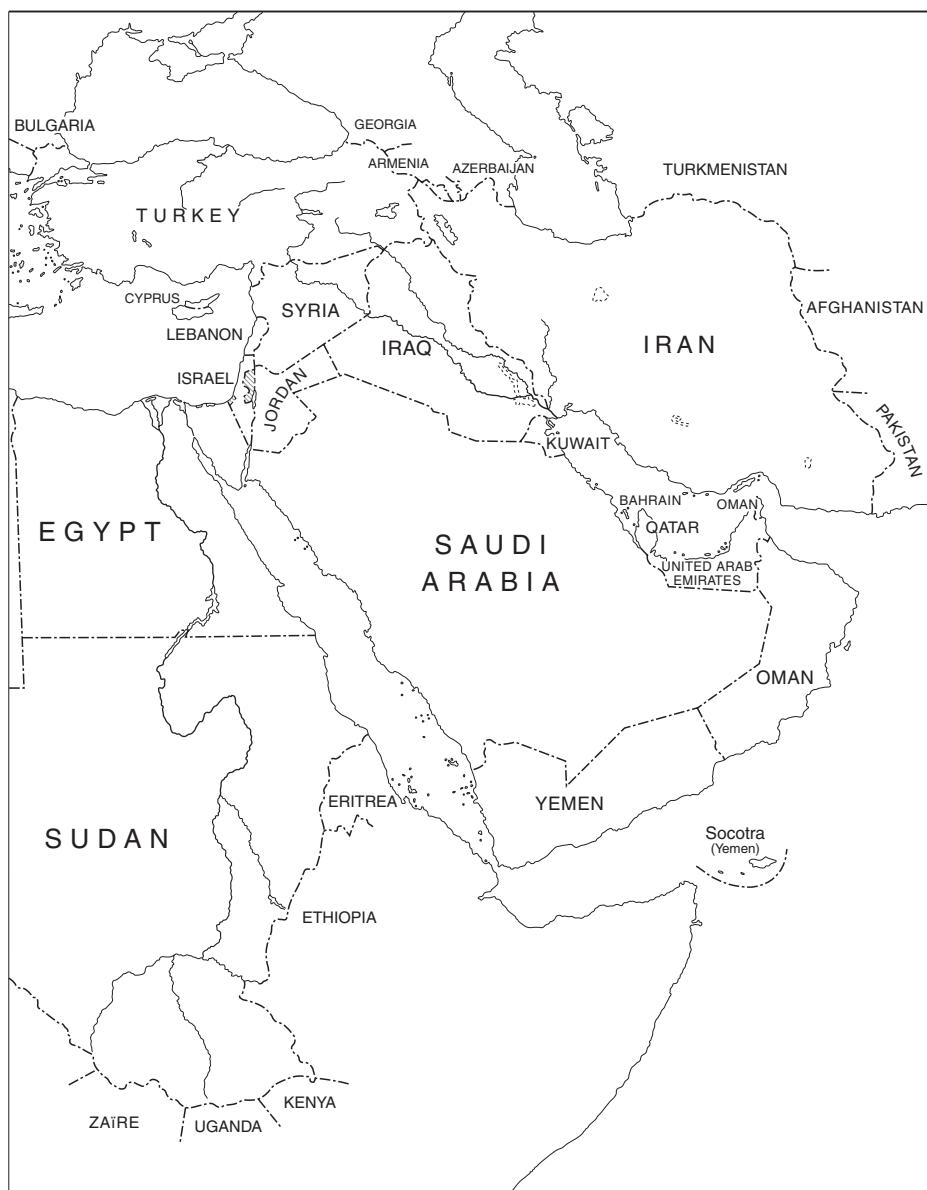 BULGARIA
GEORGIA
ARMENIA
AZERBAIJAN
TURKMENISTAN
TURKEY
CYPRUS
SYRIA
AFGHANISTAN
LEBANON
IRAQ
IRAN
ISRAEL
JORDAN
PAKISTAN
KUWAIT
BAHRAIN
OMAN
EGYPT
QATAR
SAUDI
ARABIA
UNITED ARAB
EMIRATES
OMAN
ERITREA
YEMEN
SUDAN
Socotra
(Yemen)
ETHIOPIA
KENYA
ZAïRE
UGANDA